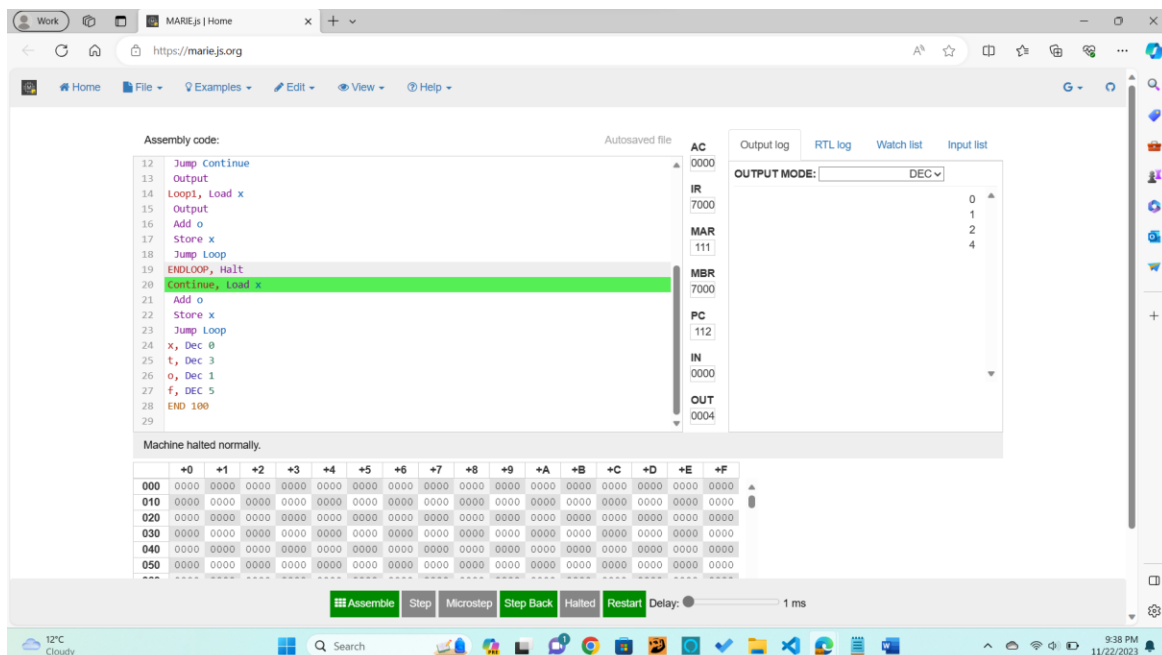 Work
MARIE.js | Home
https://marie.js.org
Home File Examples Edit View Help G
Assembly code:
Autosaved file
12 Jump Continue
13 Output
14 Loop1, Load x
15 Output
16 Add o
17 Store x
18 Jump Loop
19 ENDLOOP, Halt
20 Continue, Load x
21 Add o
22 Store x
23 Jump Loop
24 x, Dec 0
25 t, Dec 3
26 o, Dec 1
27 f, DEC 5
28 END 100
29
AC
0000
IR
7000
MAR
111
MBR
7000
PC
112
IN
0000
OUT
0004
Output log RTL log Watch list Input list
OUTPUT MODE: DEC
0
1
2
4
Machine halted normally.
+0 +1 +2 +3 +4 +5 +6 +7 +8 +9 +A +B +C +D +E +F
000 0000 0000 0000 0000 0000 0000 0000 0000 0000 0000 0000 0000 0000 0000 0000 0000
010 0000 0000 0000 0000 0000 0000 0000 0000 0000 0000 0000 0000 0000 0000 0000 0000
020 0000 0000 0000 0000 0000 0000 0000 0000 0000 0000 0000 0000 0000 0000 0000 0000
030 0000 0000 0000 0000 0000 0000 0000 0000 0000 0000 0000 0000 0000 0000 0000 0000
040 0000 0000 0000 0000 0000 0000 0000 0000 0000 0000 0000 0000 0000 0000 0000 0000
050 0000 0000 0000 0000 0000 0000 0000 0000 0000 0000 0000 0000 0000 0000 0000 0000
Assemble Step Microstep Step Back Halted Restart Delay: 1 ms
12°C
Cloudy
Search
9:38 PM
11/22/2023